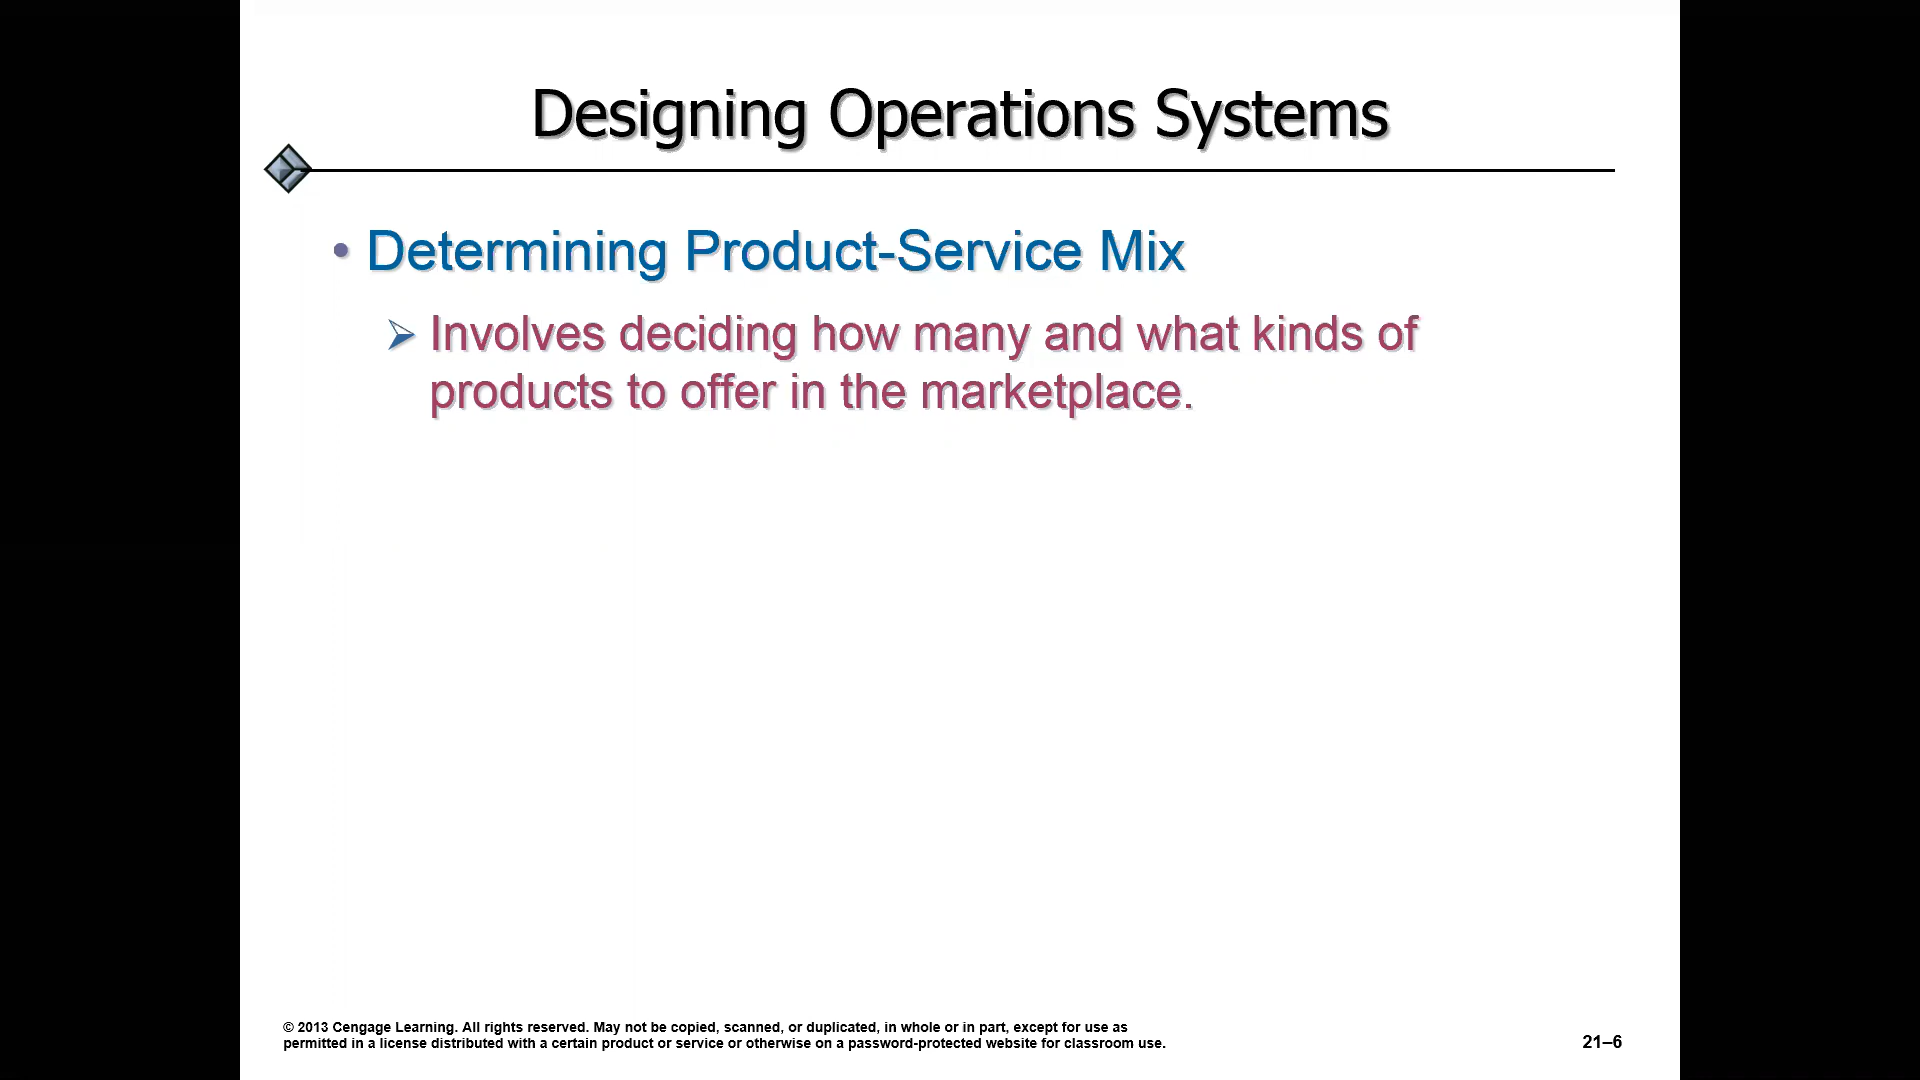 Designing Operations Systems
• Determining Product-Service Mix
➢ Involves deciding how many and what kinds of
products to offer in the marketplace.
© 2013 Cengage Learning. All rights reserved. May not be copied, scanned, or duplicated, in whole or in part, except for use as
permitted in a license distributed with a certain product or service or otherwise on a password-protected website for classroom use.
21–6